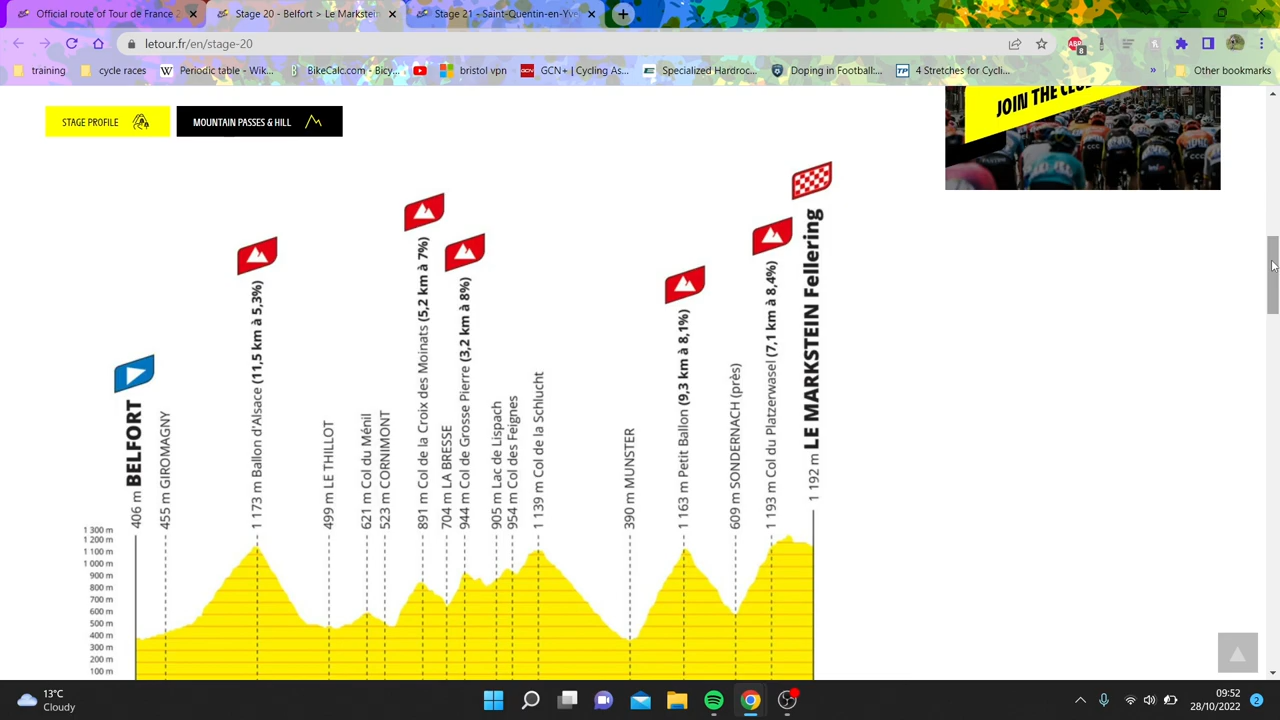 Official route of Tour de France 2
Stage 20 - Belfort > Le Markstein
Stage 21 - Saint-Quentin-en-Yve
letour.fr/en/stage-20
8
training
cycle races
Periodic table - Wik...
BikeCalc.com - Bicy...
bristol vpn
GCN+ | Cycling As...
Specialized Hardroc...
Doping in Football:...
4 Stretches for Cycli...
»
Other bookmarks
STAGE PROFILE
MOUNTAIN PASSES & HILL
JOIN THE CLUB
406 m BELFORT
455 m GIROMAGNY
1 173 m Ballon d'Alsace (11,5 km à 5,3%)
499 m LE THILLOT
621 m Col du Ménil
523 m CORNIMONT
891 m Col de la Croix des Moinats (5,2 km à 7%)
704 m LA BRESSE
944 m Col de Grosse Pierre (3,2 km à 8%)
905 m Lac de Lispach
954 m Col des Feignes
1 139 m Col de la Schlucht
390 m MUNSTER
1 163 m Petit Ballon (9,3 km à 8,1%)
609 m SONDERNACH (près)
1 193 m Col du Platzerwasel (7,1 km à 8,4%)
1 192 m LE MARKSTEIN Fellering
1 300 m
1 200 m
1 100 m
1 000 m
900 m
800 m
700 m
600 m
500 m
400 m
300 m
200 m
100 m
13°C
Cloudy
09:52
28/10/2022
2